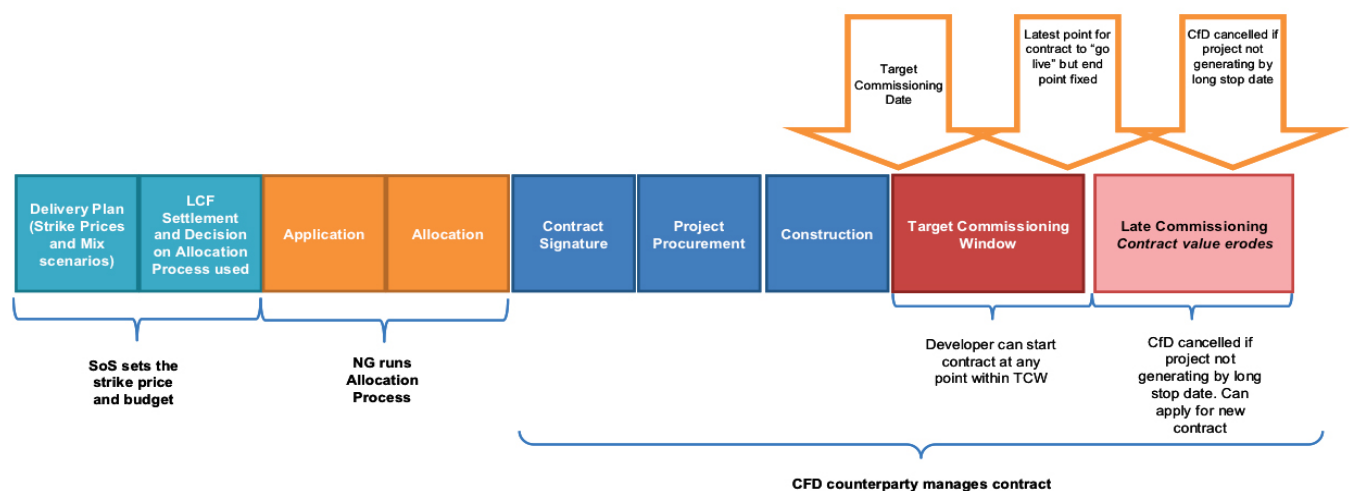 Target
Commissioning
Date
Latest point for
contract to “go
live” but end
point fixed
CfD cancelled if
project not
generating by
long stop date
Delivery Plan
(Strike Prices
and Mix
scenarios)
LCF
Settlement
and Decision
on Allocation
Process used
Application
Allocation
Contract
Signature
Project
Procurement
Construction
Target Commissioning
Window
Late Commissioning
Contract value erodes
SoS sets the
strike price
and budget
NG runs
Allocation
Process
Developer can start
contract at any
point within TCW
CfD cancelled if
project not
generating by long
stop date. Can
apply for new
contract
CFD counterparty manages contract